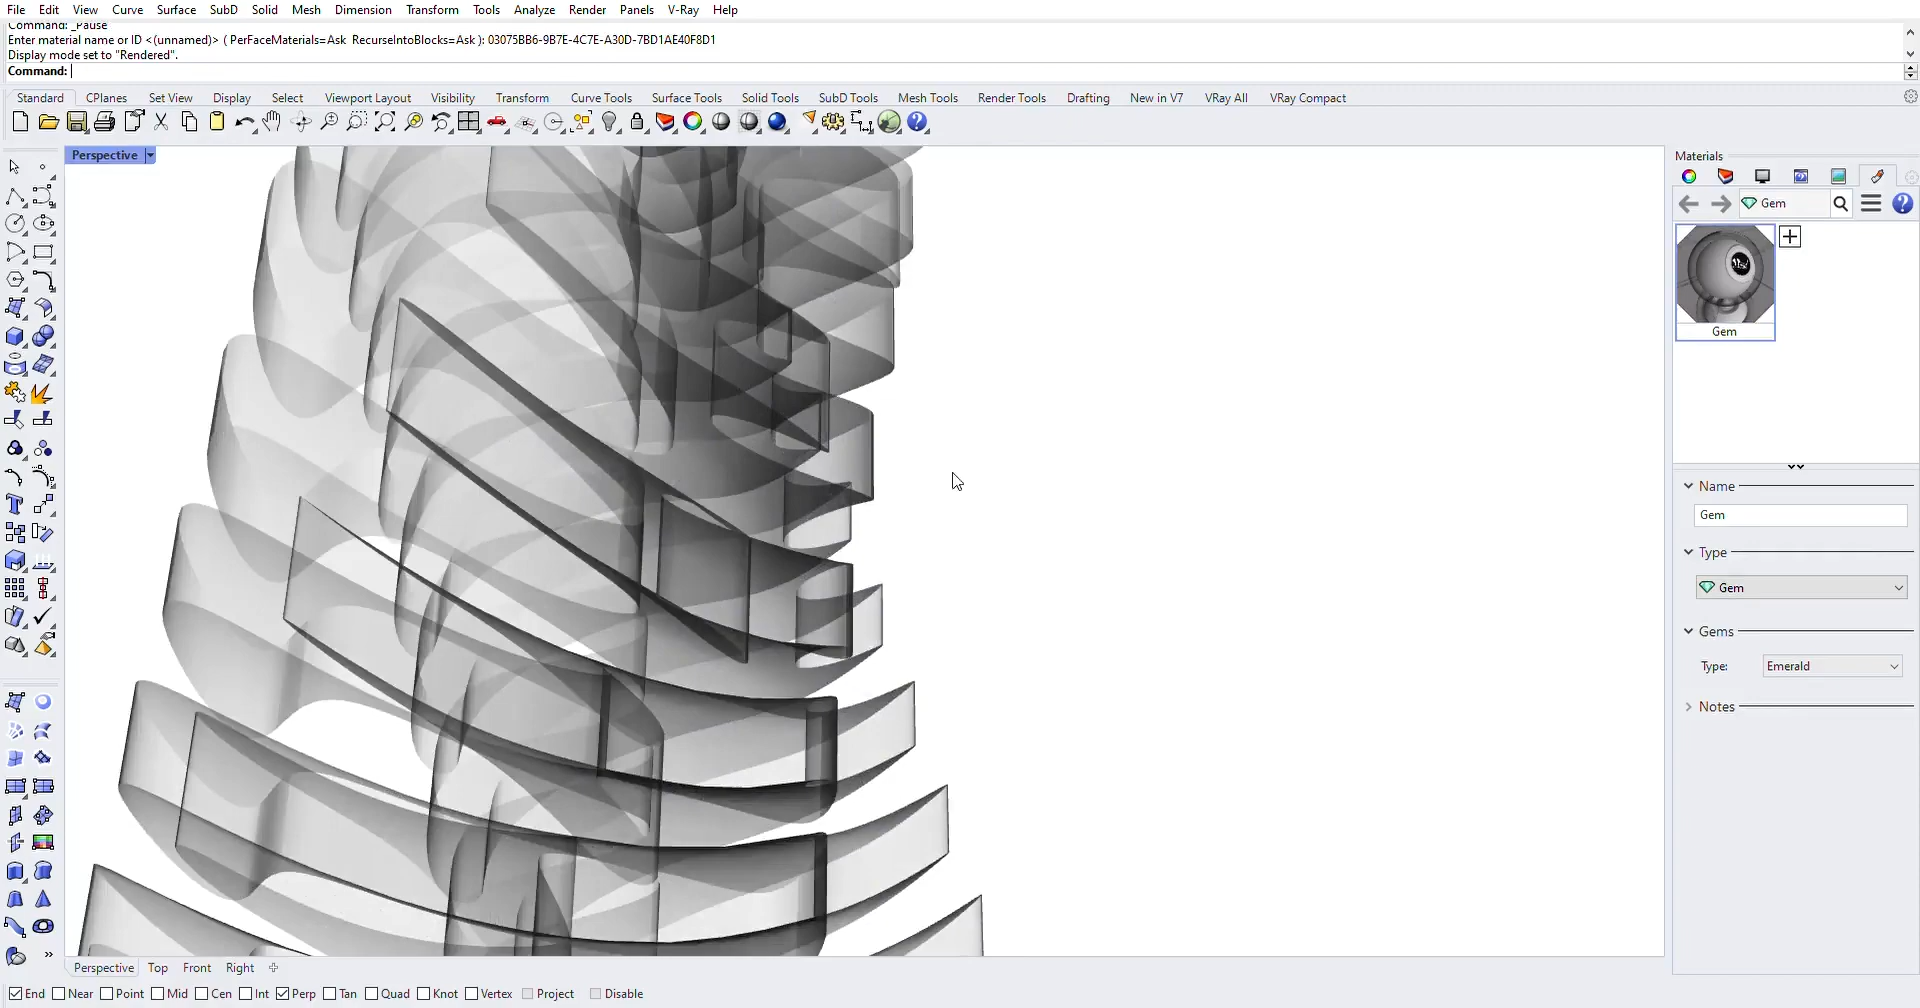 File Edit View Curve Surface SubD Solid Mesh Dimension Transform Tools Analyze Render Panels V-Ray Help
Command: _Pause
Enter material name or ID <(unnamed)> ( PerFaceMaterials=Ask RecurseIntoBlocks=Ask ): 03075BB6-9B7E-4C7E-A30D-7BD1AE40F8D1
Display mode set to "Rendered".
Command:
Standard CPlanes Set View Display Select Viewport Layout Visibility Transform Curve Tools Surface Tools Solid Tools SubD Tools Mesh Tools Render Tools Drafting New in V7 VRay All VRay Compact
Perspective
Materials
Gem
Gem
Name
Gem
Type
Gem
Gems
Type: Emerald
Notes
Perspective Top Front Right
End Near Point Mid Cen Int Perp Tan Quad Knot Vertex Project Disable